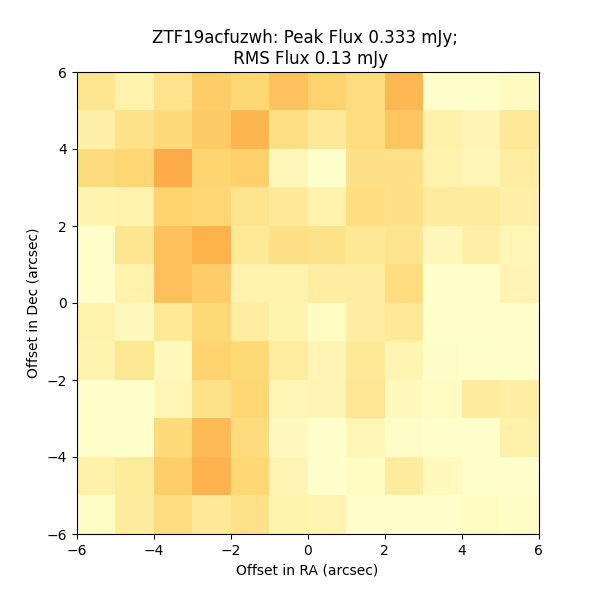 ZTF19acfuzwh: Peak Flux 0.333 mJy;
RMS Flux 0.13 mJy
6
4
2
0
−2
−4
−6
Offset in Dec (arcsec)
−6 −4 −2 0 2 4 6
Offset in RA (arcsec)